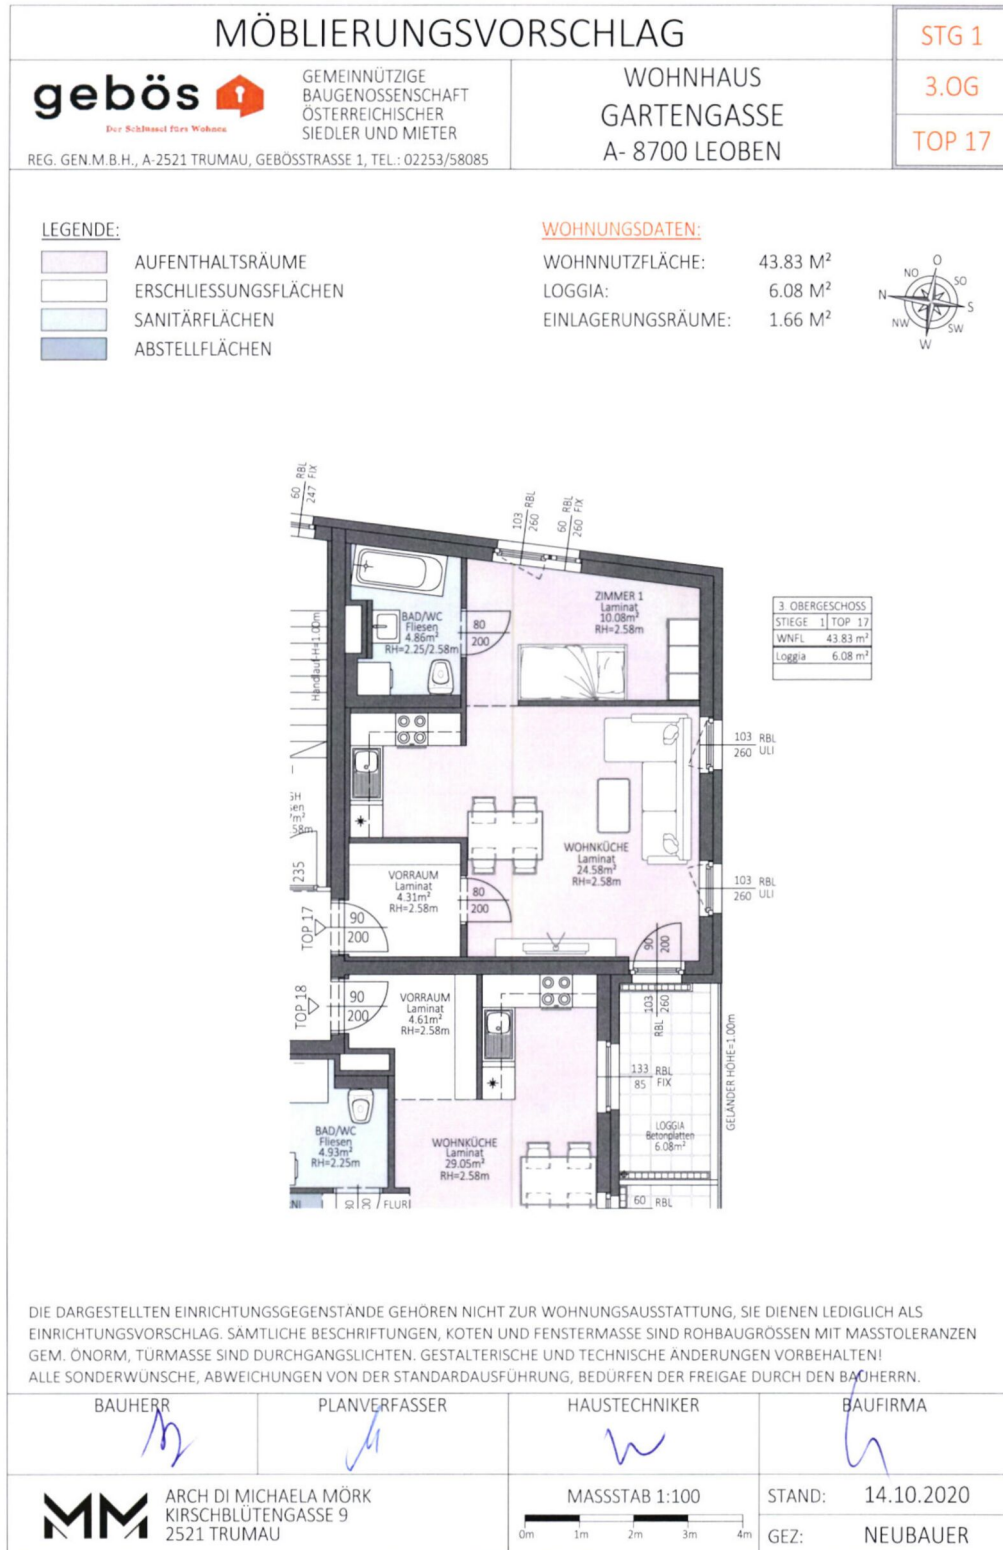 MÖBLIERUNGSVORSCHLAG
STG 1
3.OG
TOP 17
gebös
Der Schlüssel fürs Wohnen
GEMEINNÜTZIGE
BAUGENOSSENSCHAFT
ÖSTERREICHISCHER
SIEDLER UND MIETER
REG. GEN.M.B.H., A-2521 TRUMAU, GEBÖSSTRASSE 1, TEL.: 02253/58085
WOHNHAUS
GARTENGASSE
A- 8700 LEOBEN
LEGENDE:
AUFENTHALTSRÄUME
ERSCHLIESSUNGSFLÄCHEN
SANITÄRFLÄCHEN
ABSTELLFLÄCHEN
WOHNUNGSDATEN:
WOHNNUTZFLÄCHE: 43.83 M²
LOGGIA: 6.08 M²
EINLAGERUNGSRÄUME: 1.66 M²
O
NO
SO
N
S
NW
SW
W
60 RBL
247 FIX
103 RBL
260
60 RBL
260 FIX
BAD/WC
Fliesen
4.86m²
RH=2.25/2.58m
80
200
ZIMMER 1
Laminat
10.08m²
RH=2.58m
Handlauf-H=1.00m
3 OBERGESCHOSS
STIEGE 1 TOP 17
WNFL 43.83 m²
Loggia 6.08 m²
103 RBL
260 ULI
WOHNKÜCHE
Laminat
24.58m²
RH=2.58m
103 RBL
260 ULI
VORRAUM
Laminat
4.31m²
RH=2.58m
80
200
235
TOP 17
90
200
90
200
TOP 18
90
200
VORRAUM
Laminat
4.61m²
RH=2.58m
103
260
RBL
133 RBL
85 FIX
GELÄNDER HÖHE=1.00m
LOGGIA
Betonplatten
6.08m²
BAD/WC
Fliesen
4.93m²
RH=2.25m
WOHNKÜCHE
Laminat
29.05m²
RH=2.58m
60 RBL
FLUR
DIE DARGESTELLTEN EINRICHTUNGSGEGENSTÄNDE GEHÖREN NICHT ZUR WOHNUNGSAUSSTATTUNG, SIE DIENEN LEDIGLICH ALS
EINRICHTUNGSVORSCHLAG. SÄMTLICHE BESCHRIFTUNGEN, KOTEN UND FENSTERMASSE SIND ROHBAUGRÖSSEN MIT MASSTOLERANZEN
GEM. ÖNORM, TÜRMASSE SIND DURCHGANGSLICHTEN. GESTALTERISCHE UND TECHNISCHE ÄNDERUNGEN VORBEHALTEN!
ALLE SONDERWÜNSCHE, ABWEICHUNGEN VON DER STANDARDAUSFÜHRUNG, BEDÜRFEN DER FREIGAE DURCH DEN BAUHERRN.
BAUHERR
PLANVERFASSER
HAUSTECHNIKER
BAUFIRMA
MM
ARCH DI MICHAELA MÖRK
KIRSCHBLÜTENGASSE 9
2521 TRUMAU
MASSSTAB 1:100
0m 1m 2m 3m 4m
STAND: 14.10.2020
GEZ: NEUBAUER